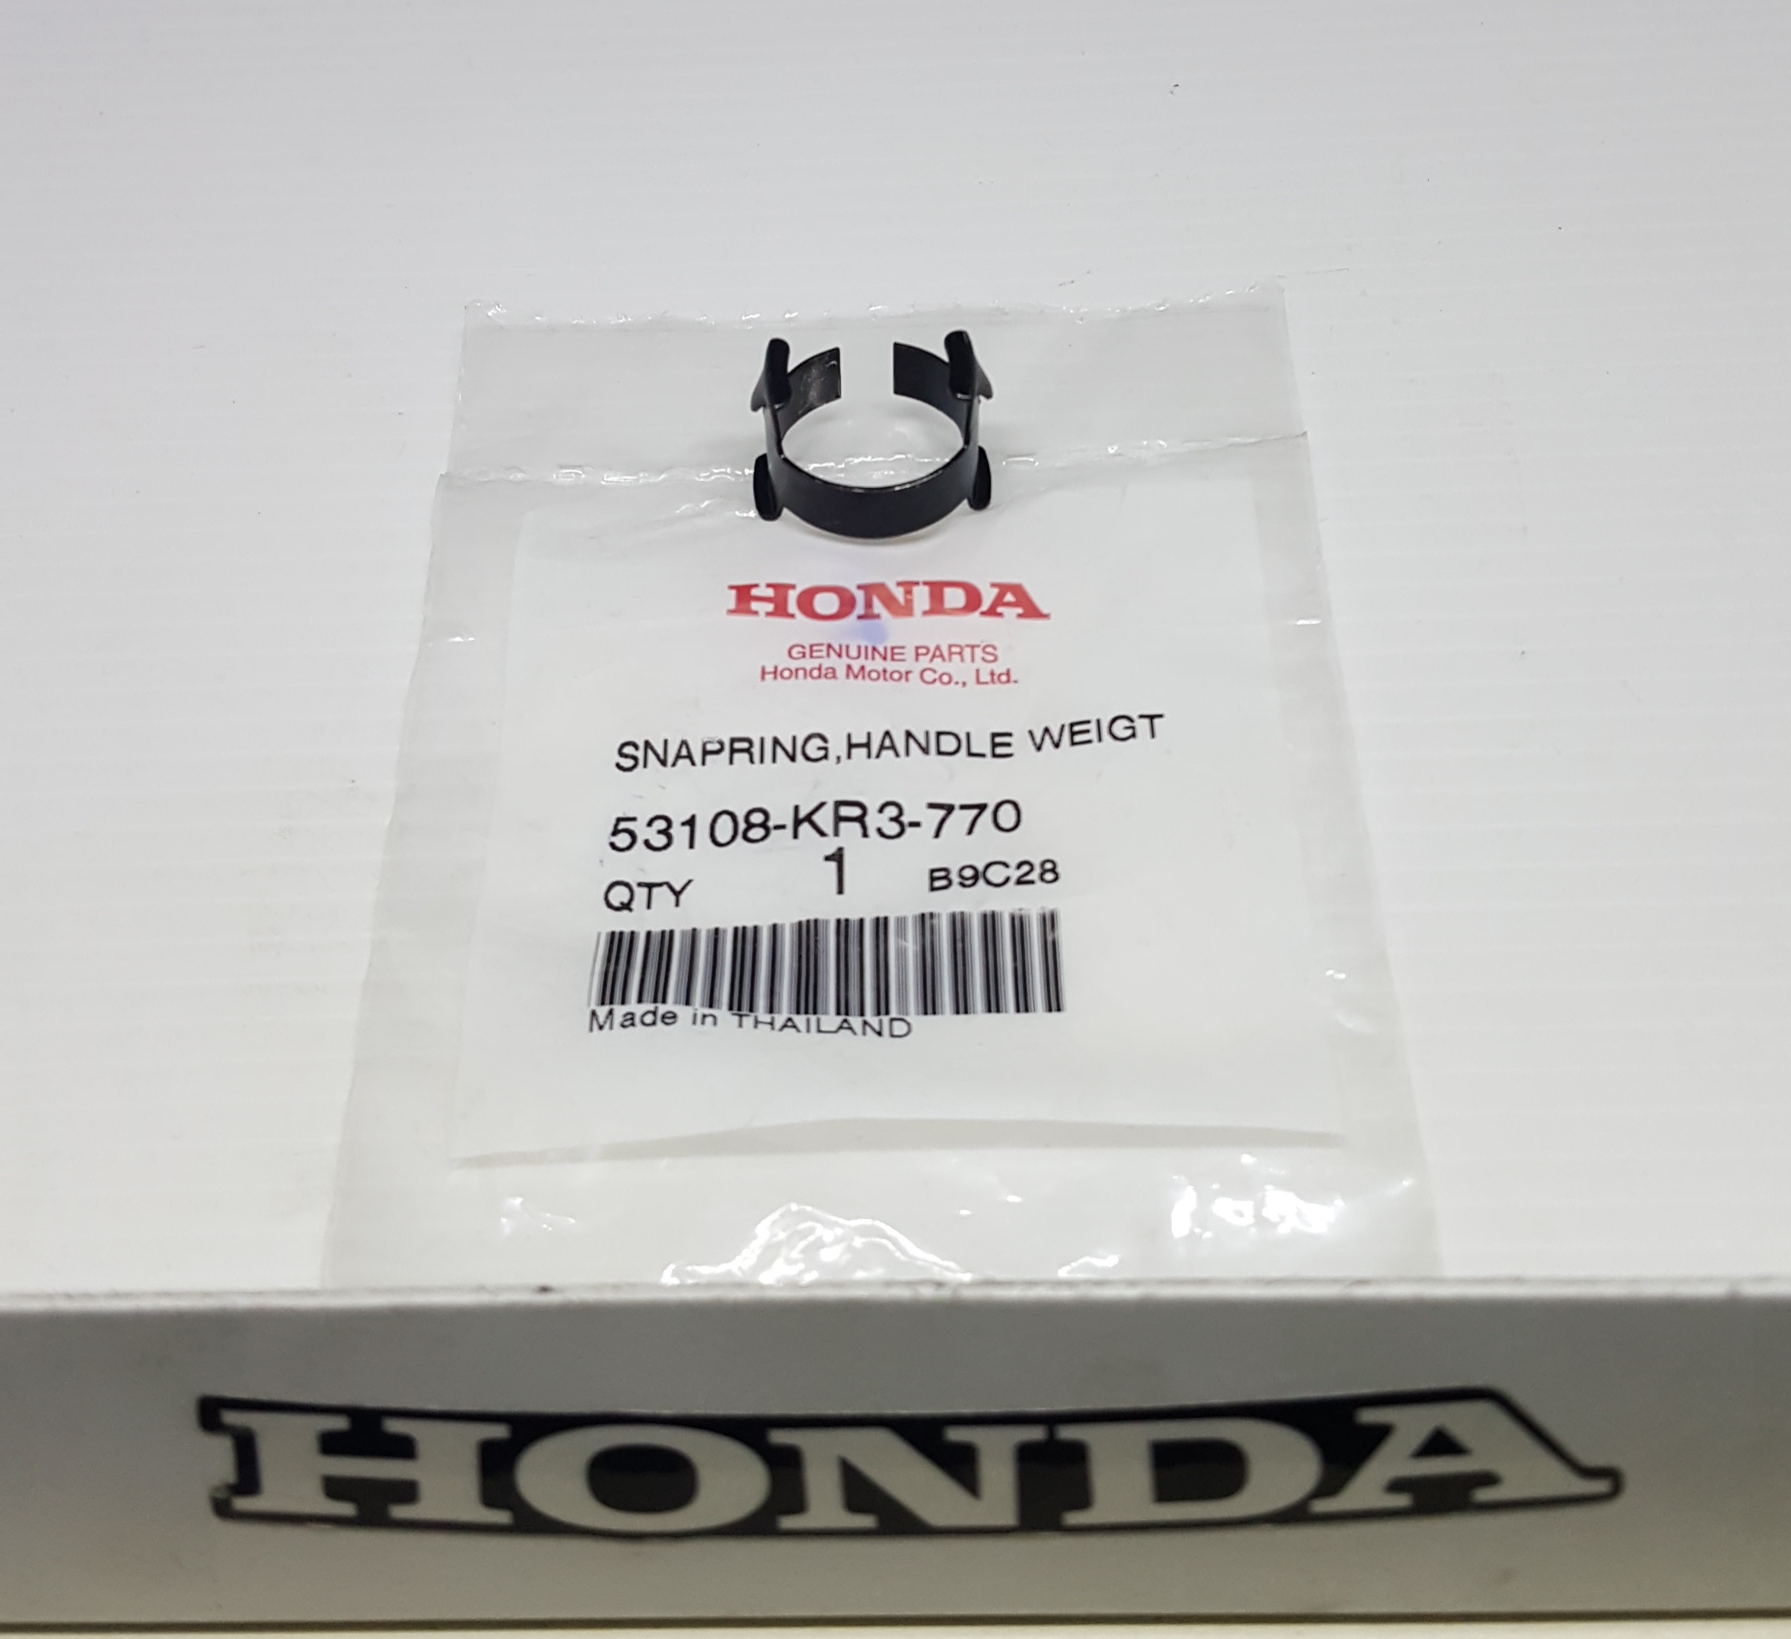 HONDA
GENUINE PARTS
Honda Motor Co., Ltd.
SNAPRING,HANDLE WEIGT
53108-KR3-770
QTY 1 B9C28
Made in THAILAND
HONDA